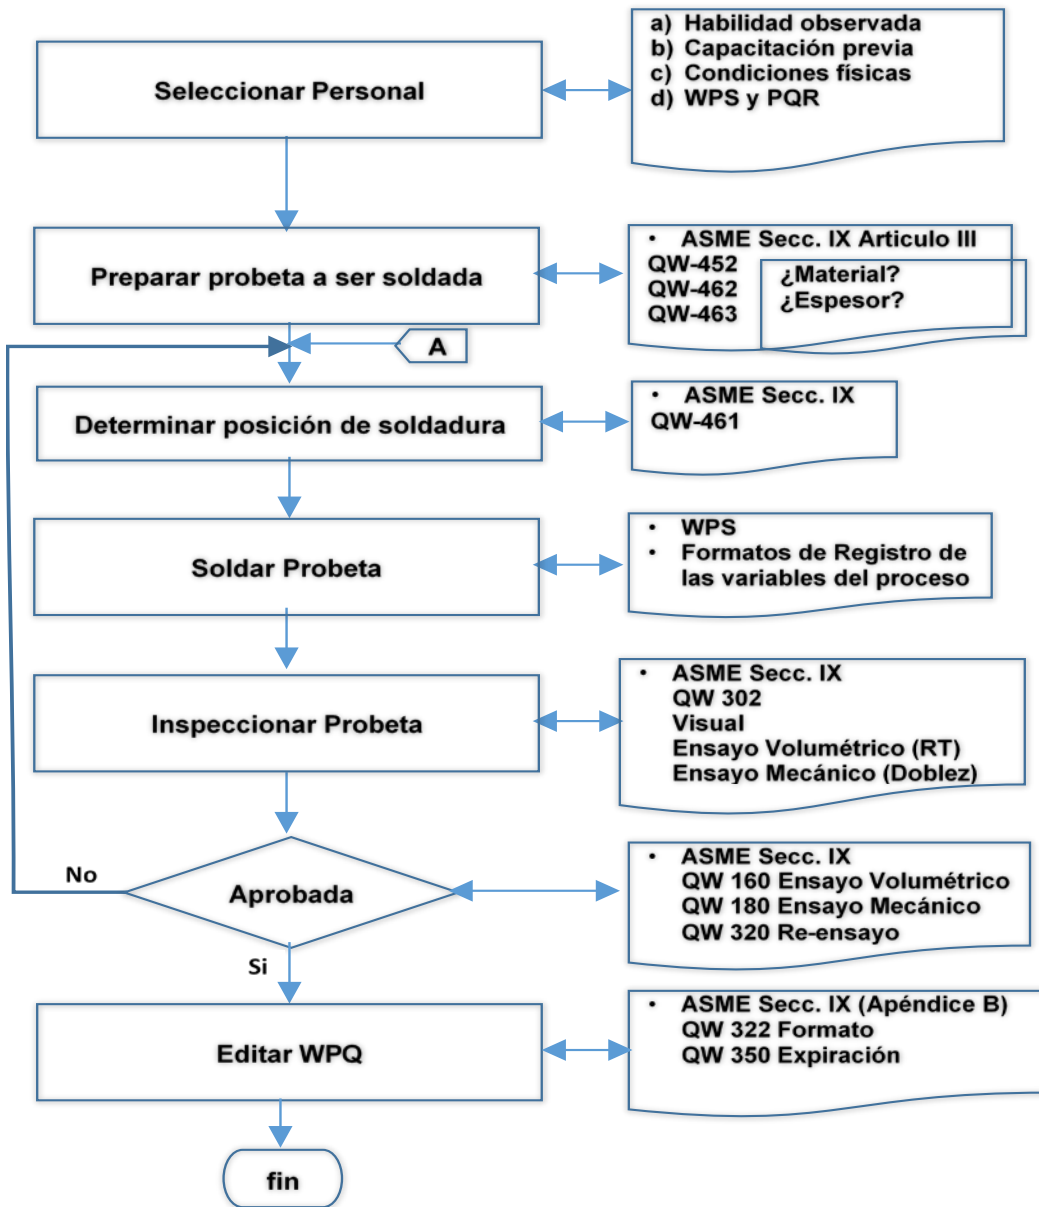 Seleccionar Personal
a) Habilidad observada
b) Capacitación previa
c) Condiciones físicas
d) WPS y PQR
Preparar probeta a ser soldada
• ASME Secc. IX Articulo III
QW-452
QW-462
QW-463
¿Material?
¿Espesor?
A
Determinar posición de soldadura
• ASME Secc. IX
QW-461
Soldar Probeta
• WPS
• Formatos de Registro de
las variables del proceso
Inspeccionar Probeta
• ASME Secc. IX
QW 302
Visual
Ensayo Volumétrico (RT)
Ensayo Mecánico (Doblez)
No
Aprobada
• ASME Secc. IX
QW 160 Ensayo Volumétrico
QW 180 Ensayo Mecánico
QW 320 Re-ensayo
Si
Editar WPQ
• ASME Secc. IX (Apéndice B)
QW 322 Formato
QW 350 Expiración
fin